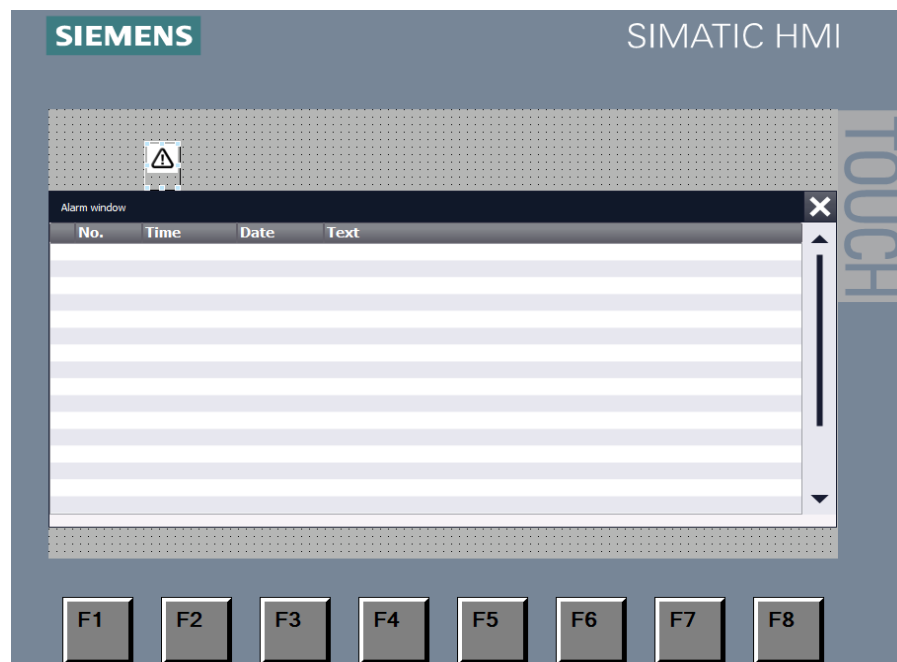 SIEMENS SIMATIC HMI
TOUCH
Alarm window
No. Time Date Text
F1 F2 F3 F4 F5 F6 F7 F8